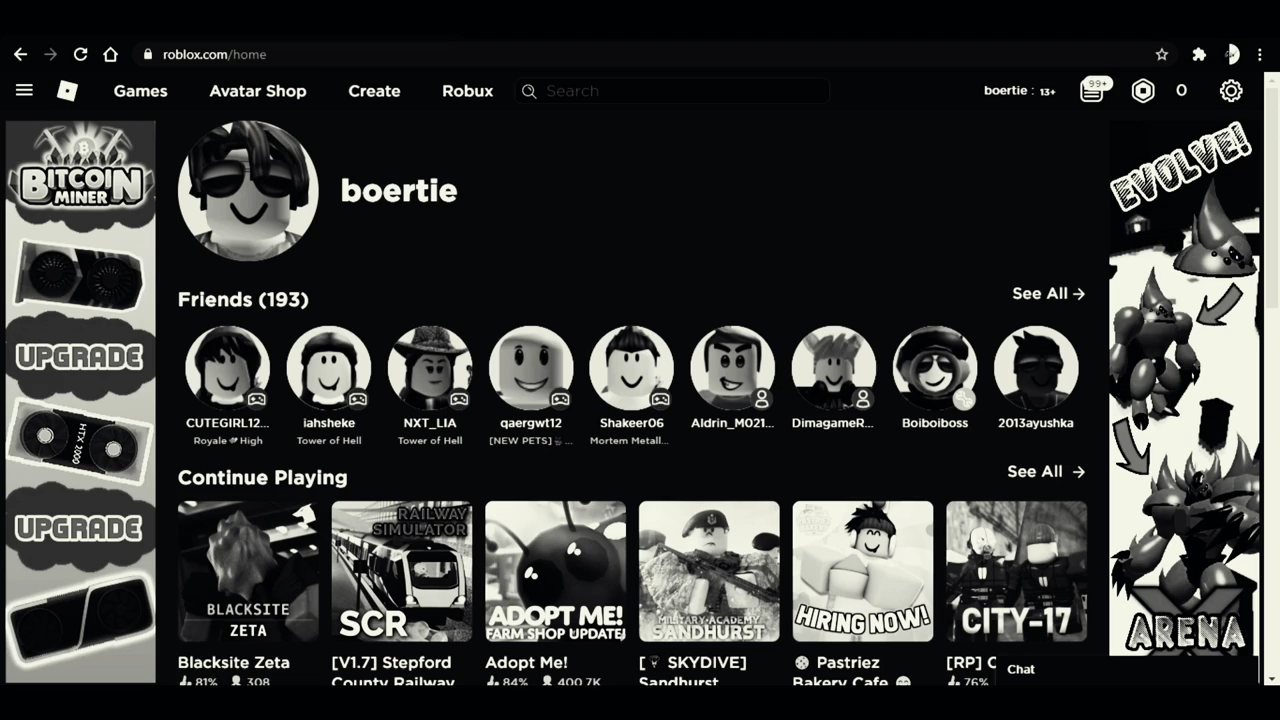 roblox.com/home
Games Avatar Shop Create Robux Search boertie : 13+ 99+ 0
BITCOIN
MINER
UPGRADE
HTX 2000
UPGRADE
boertie
Friends (193) See All
CUTEGIRL12... iahsheke NXT_LIA qaergwt12 Shakeer06 Aldrin_M021... DimagameR... Boiboiboss 2013ayushka
Royale High Tower of Hell Tower of Hell [NEW PETS] ... Mortem Metall...
Continue Playing See All
BLACKSITE
ZETA
RAILWAY
SIMULATOR
SCR
ADOPT ME!
FARM SHOP UPDATE!
MILITARY ACADEMY
SANDHURST
HIRING NOW!
CITY-17
Blacksite Zeta
81% 308
[V1.7] Stepford
County Railway
Adopt Me!
84% 400.7K
[ SKYDIVE]
Sandhurst
Pastriez
Bakery Cafe
[RP] C
76%
Chat
EVOLVE!
ARENA
X